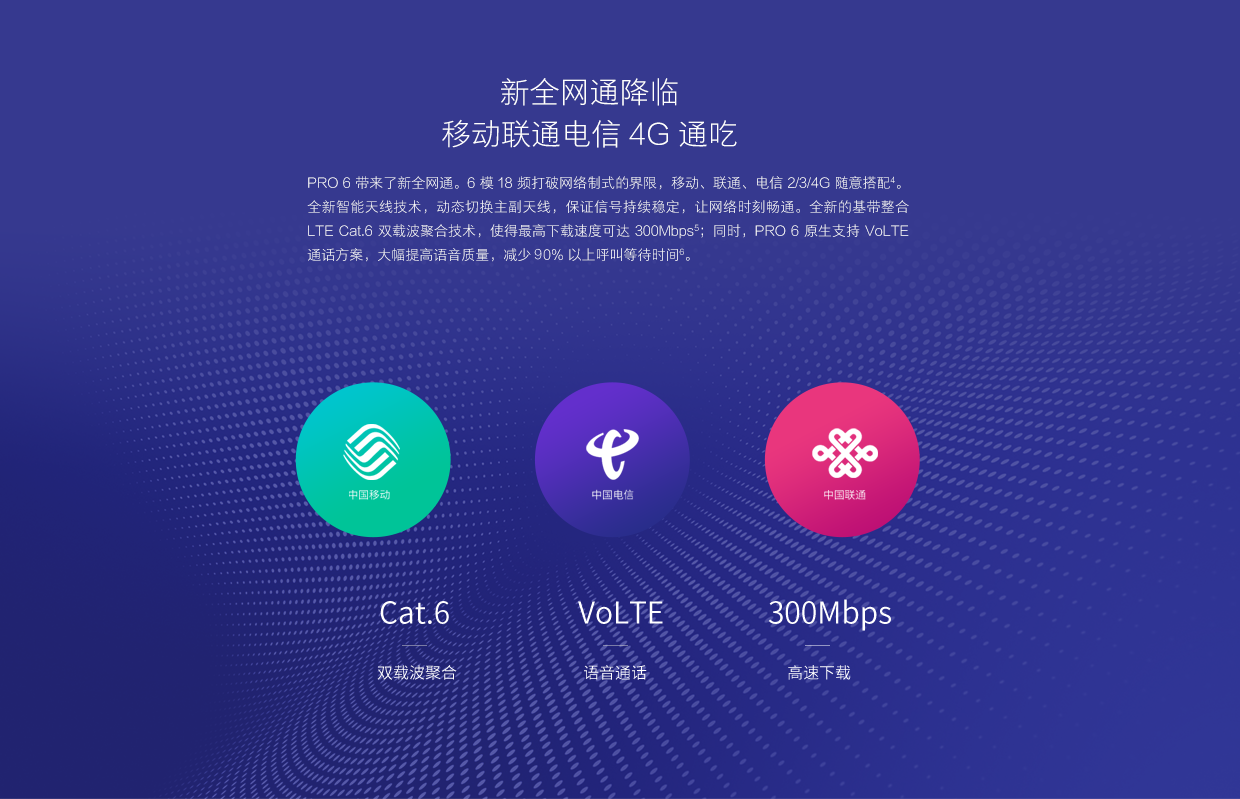 新全网通降临
移动联通电信 4G 通吃
PRO 6 带来了新全网通。6 模 18 频打破网络制式的界限，移动、联通、电信 2/3/4G 随意搭配⁴。
全新智能天线技术，动态切换主副天线，保证信号持续稳定，让网络时刻畅通。全新的基带整合
LTE Cat.6 双载波聚合技术，使得最高下载速度可达 300Mbps⁵；同时，PRO 6 原生支持 VoLTE
通话方案，大幅提高语音质量，减少 90% 以上呼叫等待时间⁶。
中国移动
中国电信
中国联通
Cat.6
VoLTE
300Mbps
双载波聚合
语音通话
高速下载